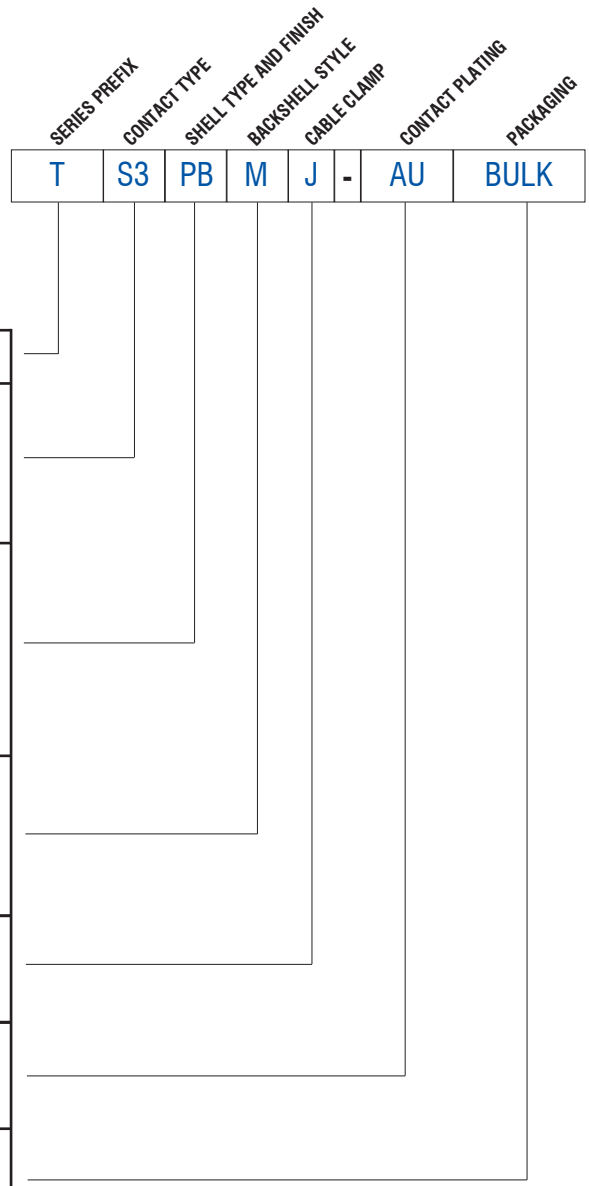 SERIES PREFIX
CONTACT TYPE
SHELL TYPE AND FINISH
BACKSHELL STYLE
CABLE CLAMP
CONTACT PLATING
PACKAGING
T S3 PB M J - AU BULK